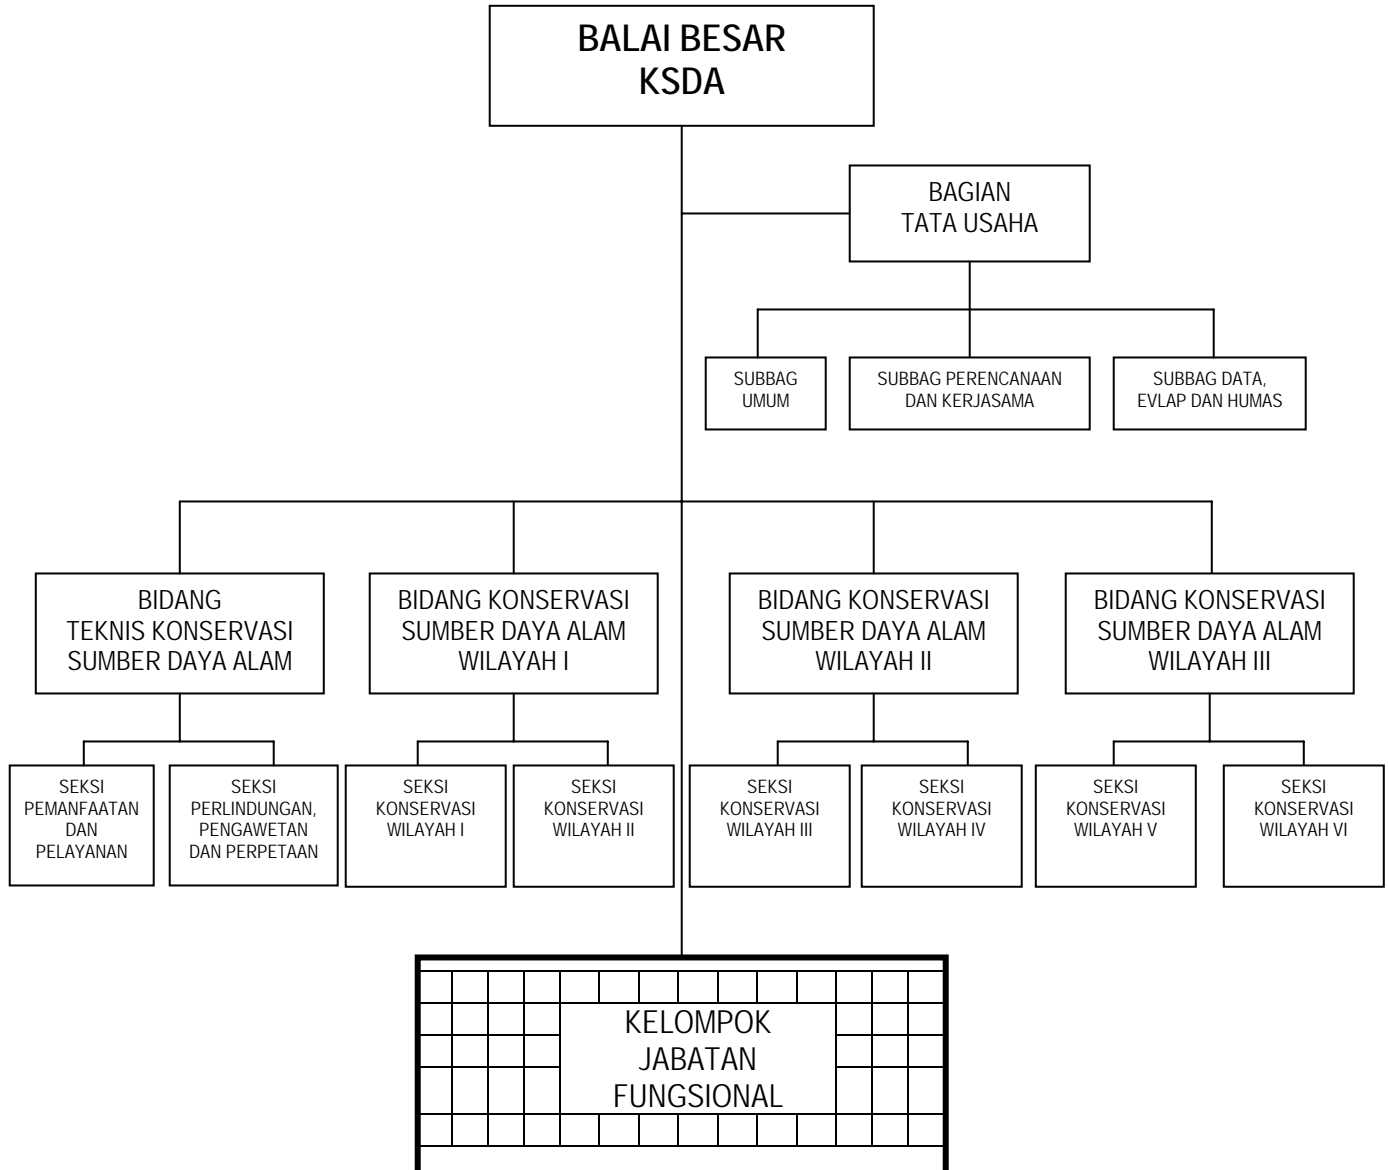 BALAI BESAR
KSDA
BAGIAN
TATA USAHA
SUBBAG
UMUM
SUBBAG PERENCANAAN
DAN KERJASAMA
SUBBAG DATA,
EVLAP DAN HUMAS
BIDANG
TEKNIS KONSERVASI
SUMBER DAYA ALAM
BIDANG KONSERVASI
SUMBER DAYA ALAM
WILAYAH I
BIDANG KONSERVASI
SUMBER DAYA ALAM
WILAYAH II
BIDANG KONSERVASI
SUMBER DAYA ALAM
WILAYAH III
SEKSI
PEMANFAATAN
DAN
PELAYANAN
SEKSI
PERLINDUNGAN,
PENGAWETAN
DAN PERPETAAN
SEKSI
KONSERVASI
WILAYAH I
SEKSI
KONSERVASI
WILAYAH II
SEKSI
KONSERVASI
WILAYAH III
SEKSI
KONSERVASI
WILAYAH IV
SEKSI
KONSERVASI
WILAYAH V
SEKSI
KONSERVASI
WILAYAH VI
KELOMPOK
JABATAN
FUNGSIONAL